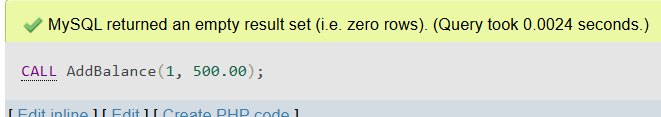 MySQL returned an empty result set (i.e. zero rows). (Query took 0.0024 seconds.)
CALL AddBalance(1, 500.00);
[ Edit inline ] [ Edit ] [ Create PHP code ]